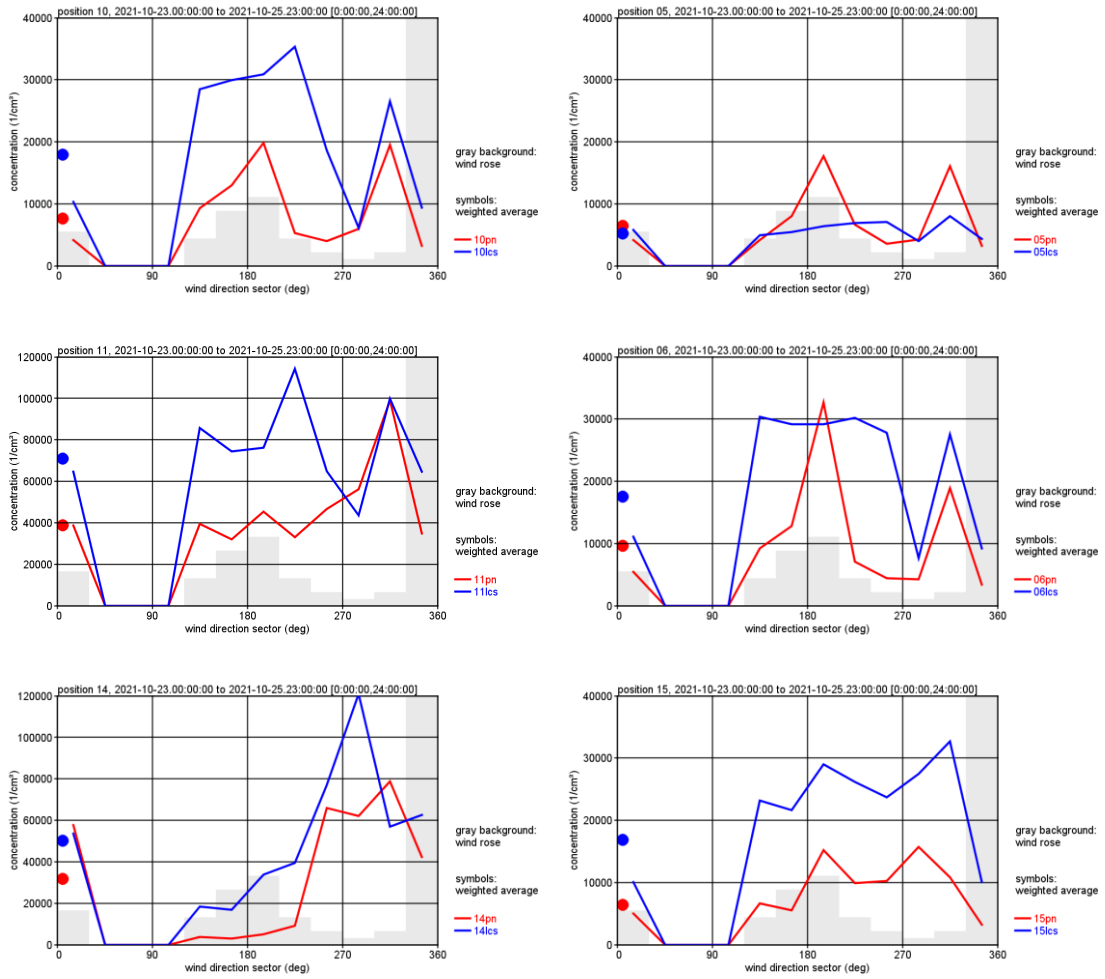 position 10, 2021-10-23.00:00:00 to 2021-10-25.23:00:00 [0:00:00,24:00:00]
40000
30000
20000
10000
0
concentration (1/cm³)
0 90 180 270 360
wind direction sector (deg)
gray background:
wind rose
symbols:
weighted average
10pn
10lcs
position 05, 2021-10-23.00:00:00 to 2021-10-25.23:00:00 [0:00:00,24:00:00]
40000
30000
20000
10000
0
concentration (1/cm³)
0 90 180 270 360
wind direction sector (deg)
gray background:
wind rose
symbols:
weighted average
05pn
05lcs
position 11, 2021-10-23.00:00:00 to 2021-10-25.23:00:00 [0:00:00,24:00:00]
120000
100000
80000
60000
40000
20000
0
concentration (1/cm³)
0 90 180 270 360
wind direction sector (deg)
gray background:
wind rose
symbols:
weighted average
11pn
11lcs
position 06, 2021-10-23.00:00:00 to 2021-10-25.23:00:00 [0:00:00,24:00:00]
40000
30000
20000
10000
0
concentration (1/cm³)
0 90 180 270 360
wind direction sector (deg)
gray background:
wind rose
symbols:
weighted average
06pn
06lcs
position 14, 2021-10-23.00:00:00 to 2021-10-25.23:00:00 [0:00:00,24:00:00]
120000
100000
80000
60000
40000
20000
0
concentration (1/cm³)
0 90 180 270 360
wind direction sector (deg)
gray background:
wind rose
symbols:
weighted average
14pn
14lcs
position 15, 2021-10-23.00:00:00 to 2021-10-25.23:00:00 [0:00:00,24:00:00]
40000
30000
20000
10000
0
concentration (1/cm³)
0 90 180 270 360
wind direction sector (deg)
gray background:
wind rose
symbols:
weighted average
15pn
15lcs